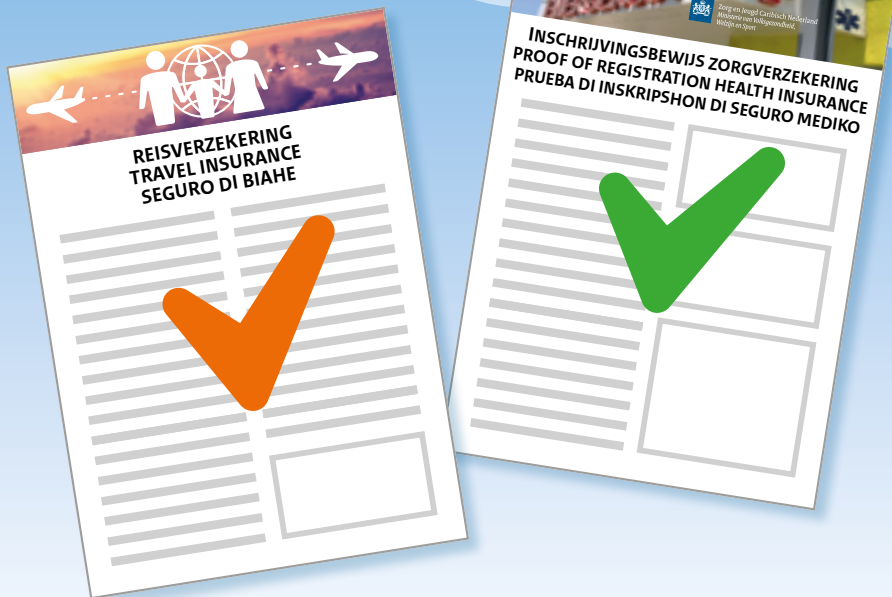 REISVERZEKERING
TRAVEL INSURANCE
SEGURO DI BIAHE
Zorg en Jeugd Caribisch Nederland
Ministerie van Volksgezondheid,
Welzijn en Sport
INSCHRIJVINGSBEWIJS ZORGVERZEKERING
PROOF OF REGISTRATION HEALTH INSURANCE
PRUEBA DI INSKRIPSHON DI SEGURO MEDIKO